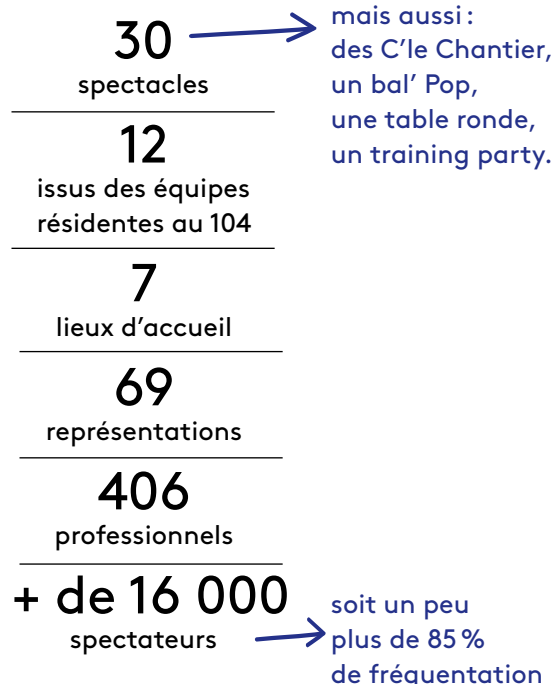 30
spectacles
mais aussi :
des C'le Chantier,
un bal' Pop,
une table ronde,
un training party.
12
issus des équipes
résidentes au 104
7
lieux d'accueil
69
représentations
406
professionnels
+ de 16 000
spectateurs
soit un peu
plus de 85 %
de fréquentation